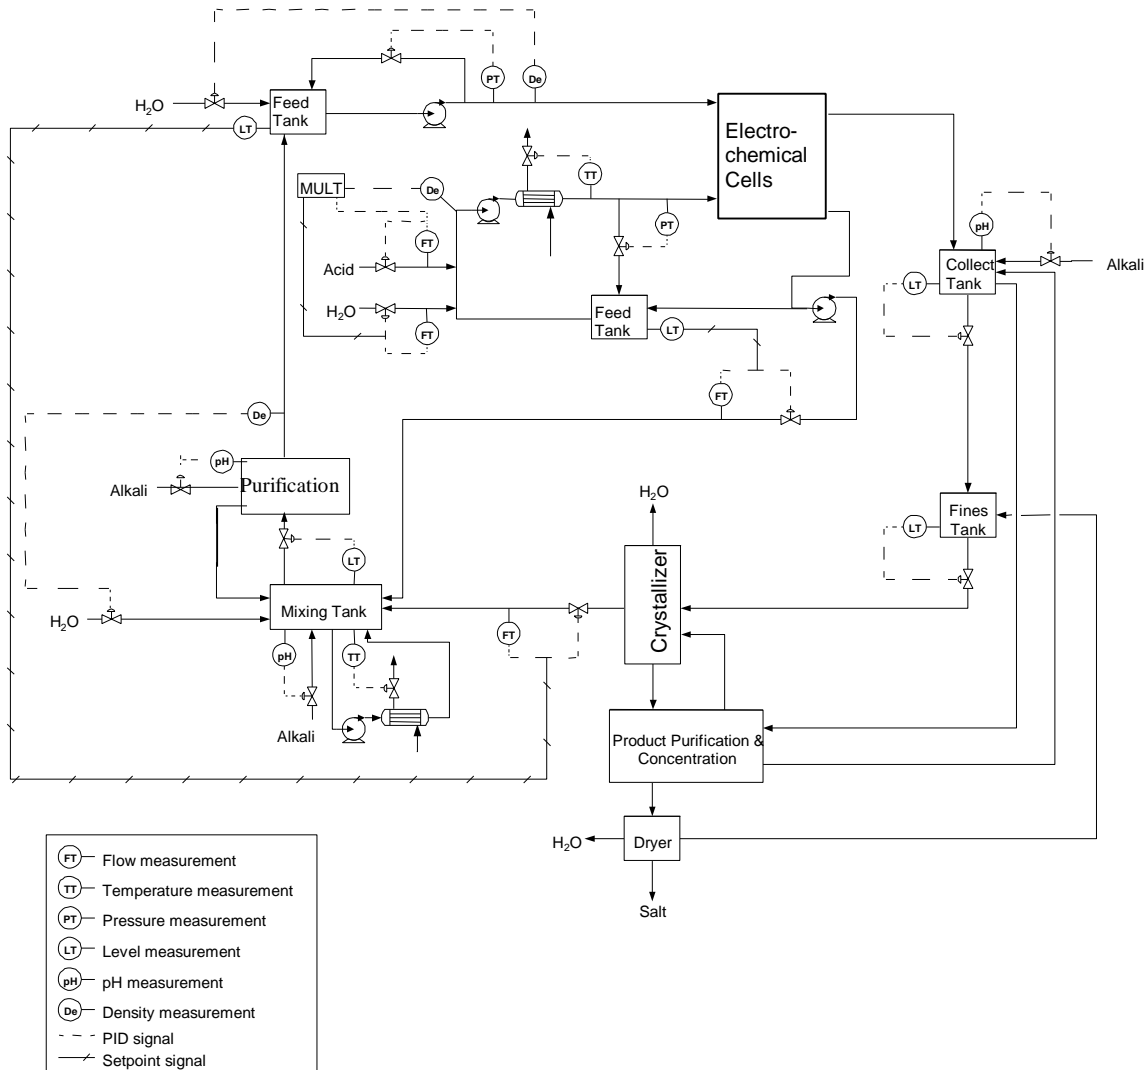 H2O
Feed
Tank
LT
PT
De
Electro-
chemical
Cells
TT
MULT
De
PT
FT
pH
Acid
Collect
Tank
Alkali
LT
H2O
FT
Feed
Tank
LT
FT
De
pH
Purification
Alkali
H2O
Fines
Tank
LT
LT
Crystallizer
Mixing Tank
H2O
FT
pH
TT
Alkali
Product Purification &
Concentration
H2O
Dryer
Salt
FT Flow measurement
TT Temperature measurement
PT Pressure measurement
LT Level measurement
pH pH measurement
De Density measurement
PID signal
Setpoint signal